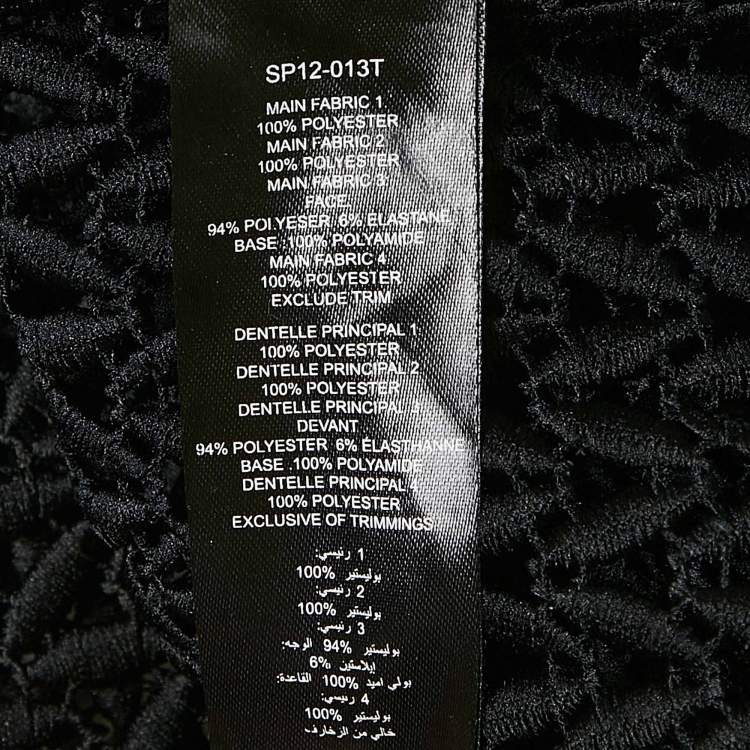 SP12-013T
MAIN FABRIC 1
100% POLYESTER
MAIN FABRIC 2
100% POLYESTER
MAIN FABRIC 3
FACE
94% POLYESER 6% ELASTANE
BASE .100% POLYAMIDE
MAIN FABRIC 4
100% POLYESTER
EXCLUDE TRIM
DENTELLE PRINCIPAL 1
100% POLYESTER
DENTELLE PRINCIPAL 2
100% POLYESTER
DENTELLE PRINCIPAL 3
DEVANT
94% POLYESTER 6% ÉLASTHANNE
BASE .100% POLYAMIDE
DENTELLE PRINCIPAL
100% POLYESTER
EXCLUSIVE OF TRIMMINGS
1 رئيسي:
بوليستير 100%
2 رئيسي:
بوليستير 100%
3 رئيسي:
بوليستير 94% الوجه:
إيلاستين 6%
بولي اميد 100% القاعدة:
4 رئيسي:
بوليستير 100%
خالي من الزخارف